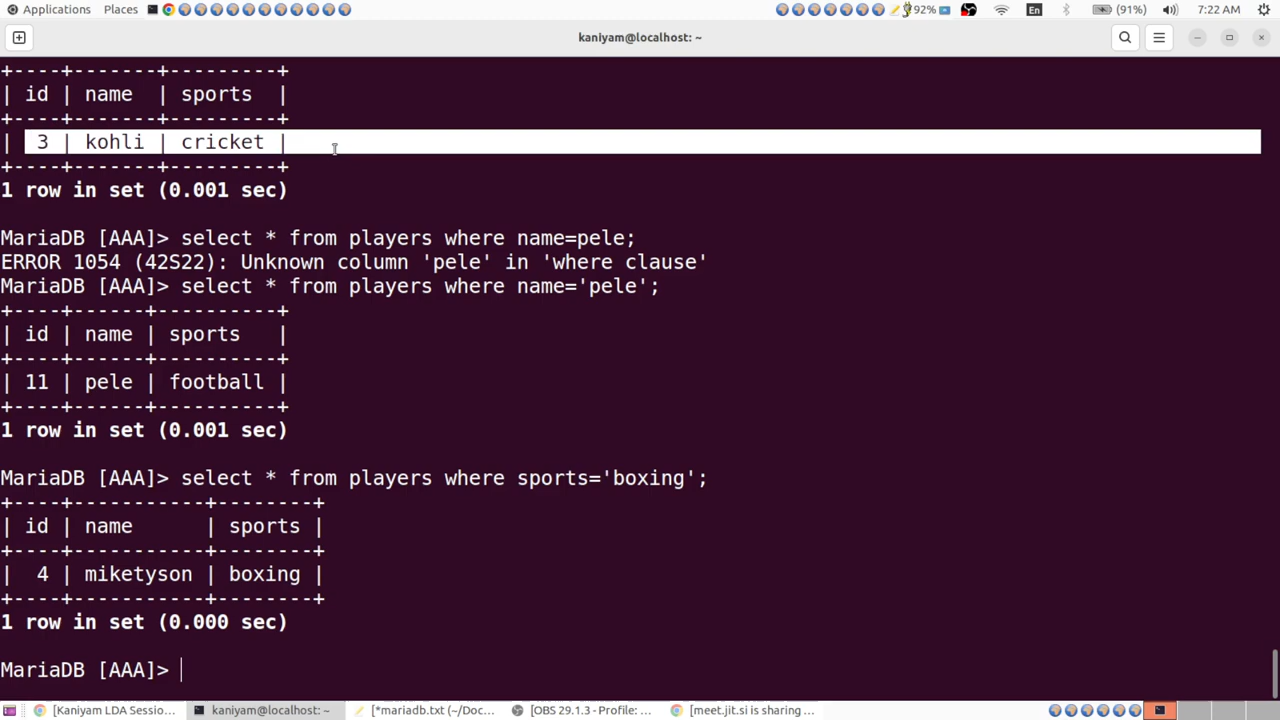 Applications Places 92% En (91%) 7:22 AM
kaniyam@localhost: ~
+----+-------+---------+
| id | name  | sports  |
+----+-------+---------+
|  3 | kohli | cricket |
+----+-------+---------+
1 row in set (0.001 sec)
MariaDB [AAA]> select * from players where name=pele;
ERROR 1054 (42S22): Unknown column 'pele' in 'where clause'
MariaDB [AAA]> select * from players where name='pele';
+----+------+----------+
| id | name | sports   |
+----+------+----------+
| 11 | pele | football |
+----+------+----------+
1 row in set (0.001 sec)
MariaDB [AAA]> select * from players where sports='boxing';
+----+-----------+--------+
| id | name      | sports |
+----+-----------+--------+
|  4 | miketyson | boxing |
+----+-----------+--------+
1 row in set (0.000 sec)
MariaDB [AAA]>
[Kaniyam LDA Sessio... kaniyam@localhost: ~ [*mariadb.txt (~/Doc... [OBS 29.1.3 - Profile: ... [meet.jit.si is sharing ...